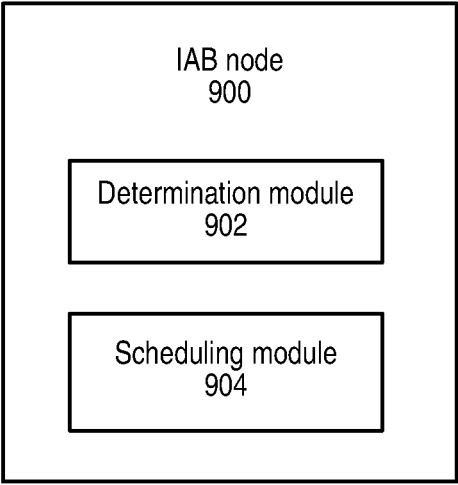 IAB node
900
Determination module
902
Scheduling module
904